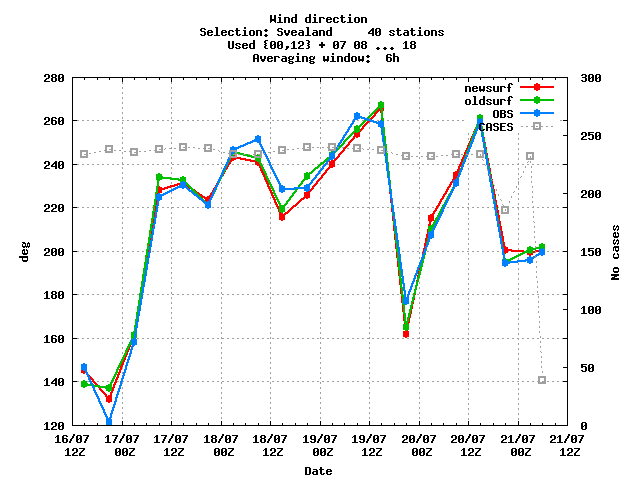 Wind direction
Selection: Svealand     40 stations
Used {00,12} + 07 08 ... 18
Averaging window:  6h
280
260
240
220
200
180
160
140
120
deg
300
250
200
150
100
50
0
No cases
newsurf
oldsurf
OBS
CASES
16/07 17/07 17/07 18/07 18/07 19/07 19/07 20/07 20/07 21/07 21/07
12Z 00Z 12Z 00Z 12Z 00Z 12Z 00Z 12Z 00Z 12Z
Date